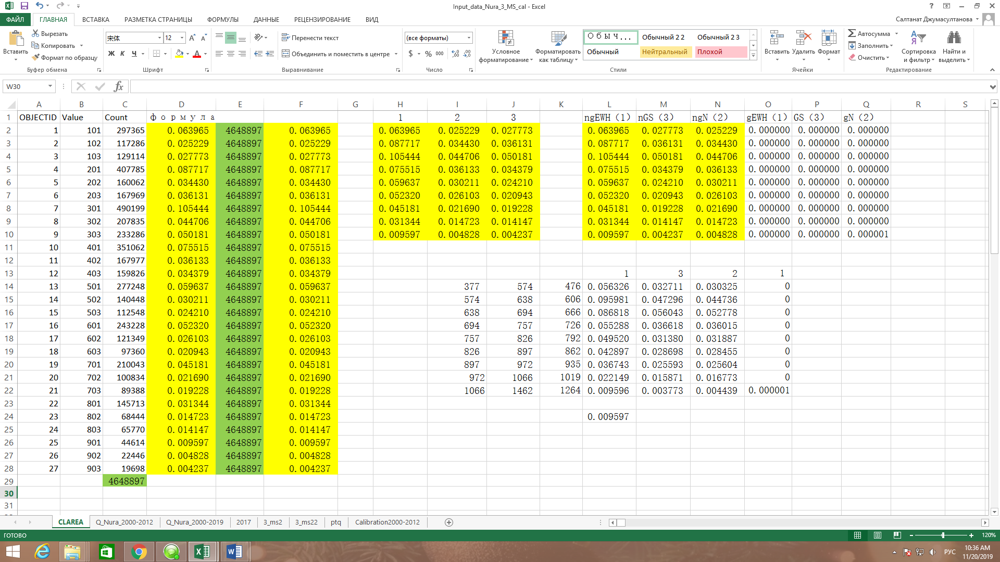 Input_data_Nura_3_MS_cal - Excel
ФАЙЛ ГЛАВНАЯ ВСТАВКА РАЗМЕТКА СТРАНИЦЫ ФОРМУЛЫ ДАННЫЕ РЕЦЕНЗИРОВАНИЕ ВИД Салтанат Джумасултанова
Вставить
Вырезать
Копировать
Формат по образцу
Буфер обмена
宋体 12
Ж К Ч
Шрифт
Перенести текст
Объединить и поместить в центре
Выравнивание
(все форматы)
$ % 000
Число
Условное форматирование
Форматировать как таблицу
Обыч... Обычный 2 2 Обычный 2 3
Обычный Нейтральный Плохой
Стили
Вставить Удалить Формат
Ячейки
Автосумма
Заполнить
Очистить
Сортировка и фильтр
Найти и выделить
Редактирование
W30 fx
A B C D E F G H I J K L M N O P Q R S
1 OBJECTID Value Count формула 1 2 3 ngEWH (1) nGS (3) ngN (2) gEWH (1) GS (3) gN (2)
2 1 101 297365 0.063965 4648897 0.063965 0.063965 0.025229 0.027773 0.063965 0.027773 0.025229 0.000000 0.000000 0.000000
3 2 102 117286 0.025229 4648897 0.025229 0.087717 0.034430 0.036131 0.087717 0.036131 0.034430 0.000000 0.000000 0.000000
4 3 103 129114 0.027773 4648897 0.027773 0.105444 0.044706 0.050181 0.105444 0.050181 0.044706 0.000000 0.000000 0.000000
5 4 201 407785 0.087717 4648897 0.087717 0.075515 0.036133 0.034379 0.075515 0.034379 0.036133 0.000000 0.000000 0.000000
6 5 202 160062 0.034430 4648897 0.034430 0.059637 0.030211 0.024210 0.059637 0.024210 0.030211 0.000000 0.000000 0.000000
7 6 203 167969 0.036131 4648897 0.036131 0.052320 0.026103 0.020943 0.052320 0.020943 0.026103 0.000000 0.000000 0.000000
8 7 301 490199 0.105444 4648897 0.105444 0.045181 0.021690 0.019228 0.045181 0.019228 0.021690 0.000000 0.000000 0.000000
9 8 302 207835 0.044706 4648897 0.044706 0.031344 0.014723 0.014147 0.031344 0.014147 0.014723 0.000000 0.000000 0.000000
10 9 303 233286 0.050181 4648897 0.050181 0.009597 0.004828 0.004237 0.009597 0.004237 0.004828 0.000000 0.000000 0.000001
11 10 401 351062 0.075515 4648897 0.075515
12 11 402 167977 0.036133 4648897 0.036133
13 12 403 159826 0.034379 4648897 0.034379 1 3 2 1
14 13 501 277248 0.059637 4648897 0.059637 377 574 476 0.056326 0.032711 0.030325 0
15 14 502 140448 0.030211 4648897 0.030211 574 638 606 0.095981 0.047296 0.044736 0
16 15 503 112548 0.024210 4648897 0.024210 638 694 666 0.086818 0.056043 0.052778 0
17 16 601 243228 0.052320 4648897 0.052320 694 757 726 0.055288 0.036618 0.036015 0
18 17 602 121349 0.026103 4648897 0.026103 757 826 792 0.049520 0.031380 0.031887 0
19 18 603 97360 0.020943 4648897 0.020943 826 897 862 0.042897 0.028698 0.028455 0
20 19 701 210043 0.045181 4648897 0.045181 897 972 935 0.036743 0.025593 0.025604 0
21 20 702 100834 0.021690 4648897 0.021690 972 1066 1019 0.022149 0.015871 0.016773 0
22 21 703 89388 0.019228 4648897 0.019228 1066 1462 1264 0.009596 0.003773 0.004439 0.000001
23 22 801 145713 0.031344 4648897 0.031344
24 23 802 68444 0.014723 4648897 0.014723 0.009597
25 24 803 65770 0.014147 4648897 0.014147
26 25 901 44614 0.009597 4648897 0.009597
27 26 902 22446 0.004828 4648897 0.004828
28 27 903 19698 0.004237 4648897 0.004237
29 4648897
30
31
CLAREA Q_Nura_2000-2012 Q_Nura_2000-2019 2017 3_ms2 3_ms22 ptq Calibration2000-2012
ГОТОВО 120%
РУС 10:36 AM
11/20/2019